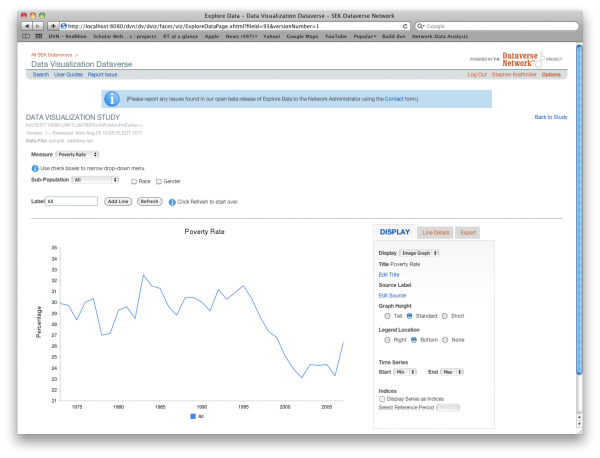 Explore Data – Data Visualization Dataverse – SEK Dataverse Network
http://localhost:8080/dvn/dv/dviz/faces/viz/ExploreDataPage.xhtml?fileId=93&versionNumber=1
Google
DVN - RedMine Scholar Web ...s : projects RT at a glance Apple News (497) Yahoo! Google Maps YouTube Popular Build dvn Network Data Analysis
All SEK Dataverses >
Data Visualization Dataverse
POWERED BY THE Dataverse Network PROJECT
Search User Guides Report Issue
Log Out Stephen Kraffmiller Options
(Please report any issues found in our open beta release of Explore Data to the Network Administrator using the Contact form.)
DATA VISUALIZATION STUDY
Back to Study
Version: 1 – Released: Mon Aug 29 EDT 2011
Data File:
Measure Poverty Rate
Use check boxes to narrow drop-down menu.
Sub-Population All Race Gender
Label All Add Line Refresh Click Refresh to start over.
Poverty Rate
Percentage
35
34
33
32
31
30
29
28
27
26
25
24
23
22
21
1975 1980 1985 1990 1995 2000 2005
All
DISPLAY Line Details Export
Display Image Graph
Title Poverty Rate
Edit Title
Source Label
Edit Source
Graph Height
Tall Standard Short
Legend Location
Right Bottom None
Time Series
Start Min End Max
Indices
Display Series as Indices
Select Reference Period